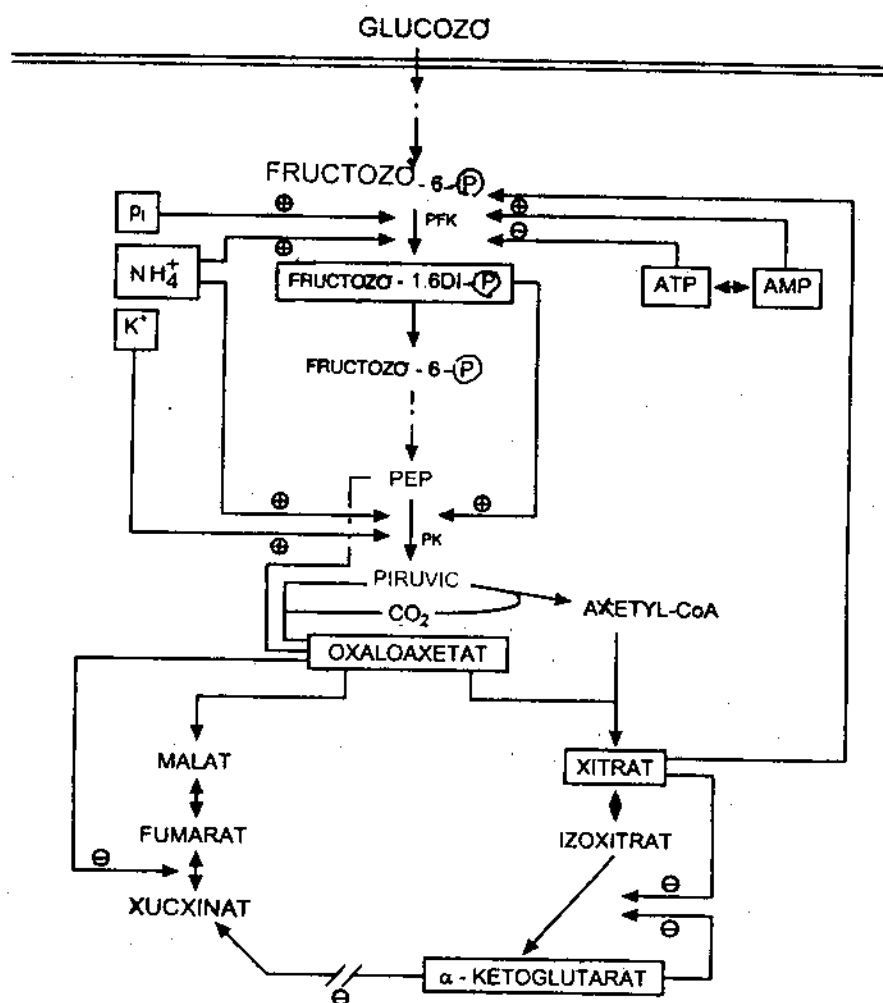 GLUCOZƠ
FRUCTOZƠ - 6 - P
Pi
⊕
PFK
⊕
⊖
NH4+
⊕
FRUCTOZƠ - 1.6DI - P
ATP
AMP
K+
FRUCTOZƠ - 6 - P
PEP
⊕
⊕
⊕
PK
PIRUVIC
CO2
AXETYL-CoA
OXALOAXETAT
MALAT
XITRAT
FUMARAT
IZOXITRAT
⊖
⊖
XUCXINAT
⊖
α - KETOGLUTARAT
⊖